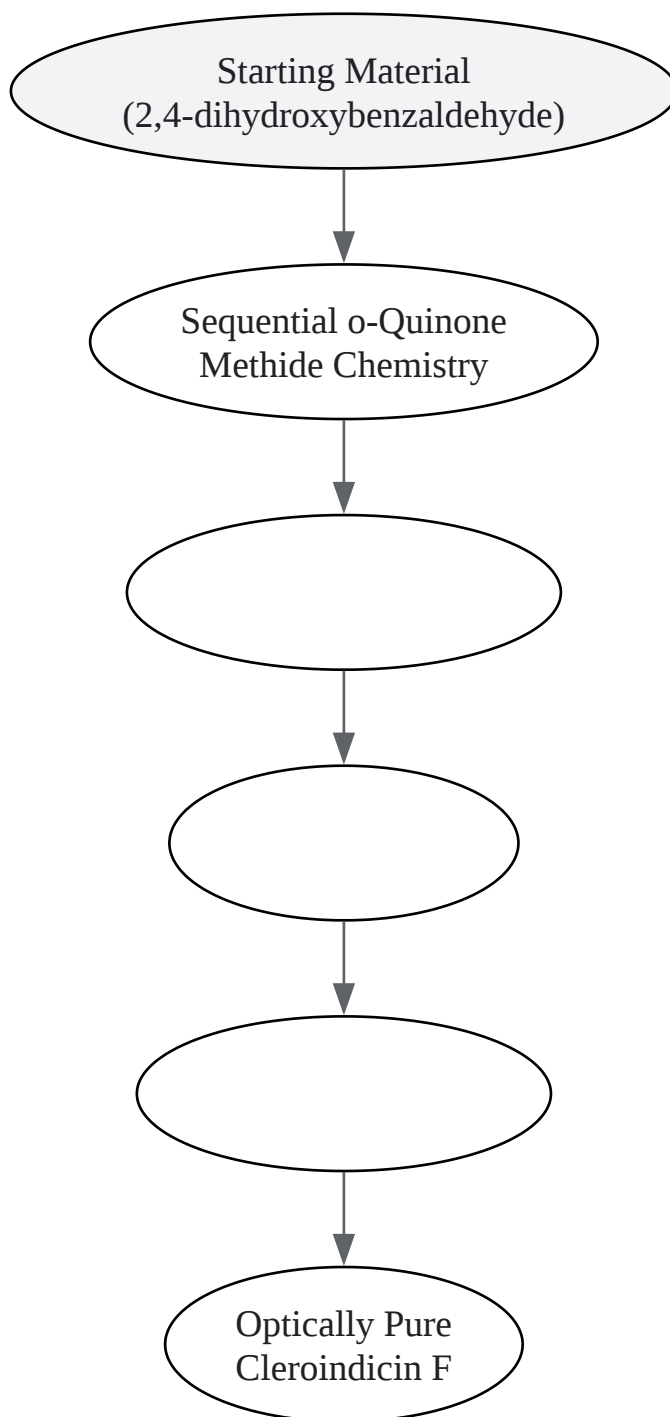 Starting Material
(2,4-dihydroxybenzaldehyde)
Sequential o-Quinone
Methide Chemistry
Optically Pure
Cleroindicin F